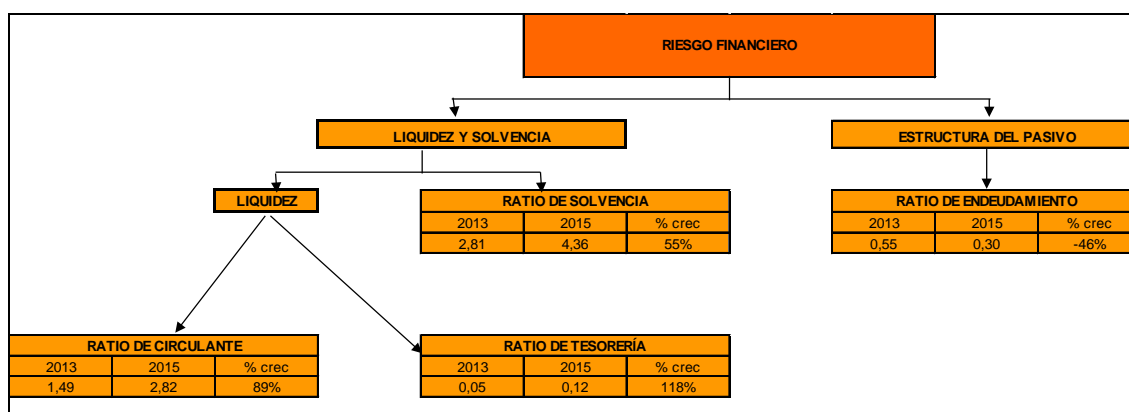 RIESGO FINANCIERO
LIQUIDEZ Y SOLVENCIA
ESTRUCTURA DEL PASIVO
LIQUIDEZ
RATIO DE SOLVENCIA
2013 2015 % crec
2,81 4,36 55%
RATIO DE ENDEUDAMIENTO
2013 2015 % crec
0,55 0,30 -46%
RATIO DE CIRCULANTE
2013 2015 % crec
1,49 2,82 89%
RATIO DE TESORERÍA
2013 2015 % crec
0,05 0,12 118%